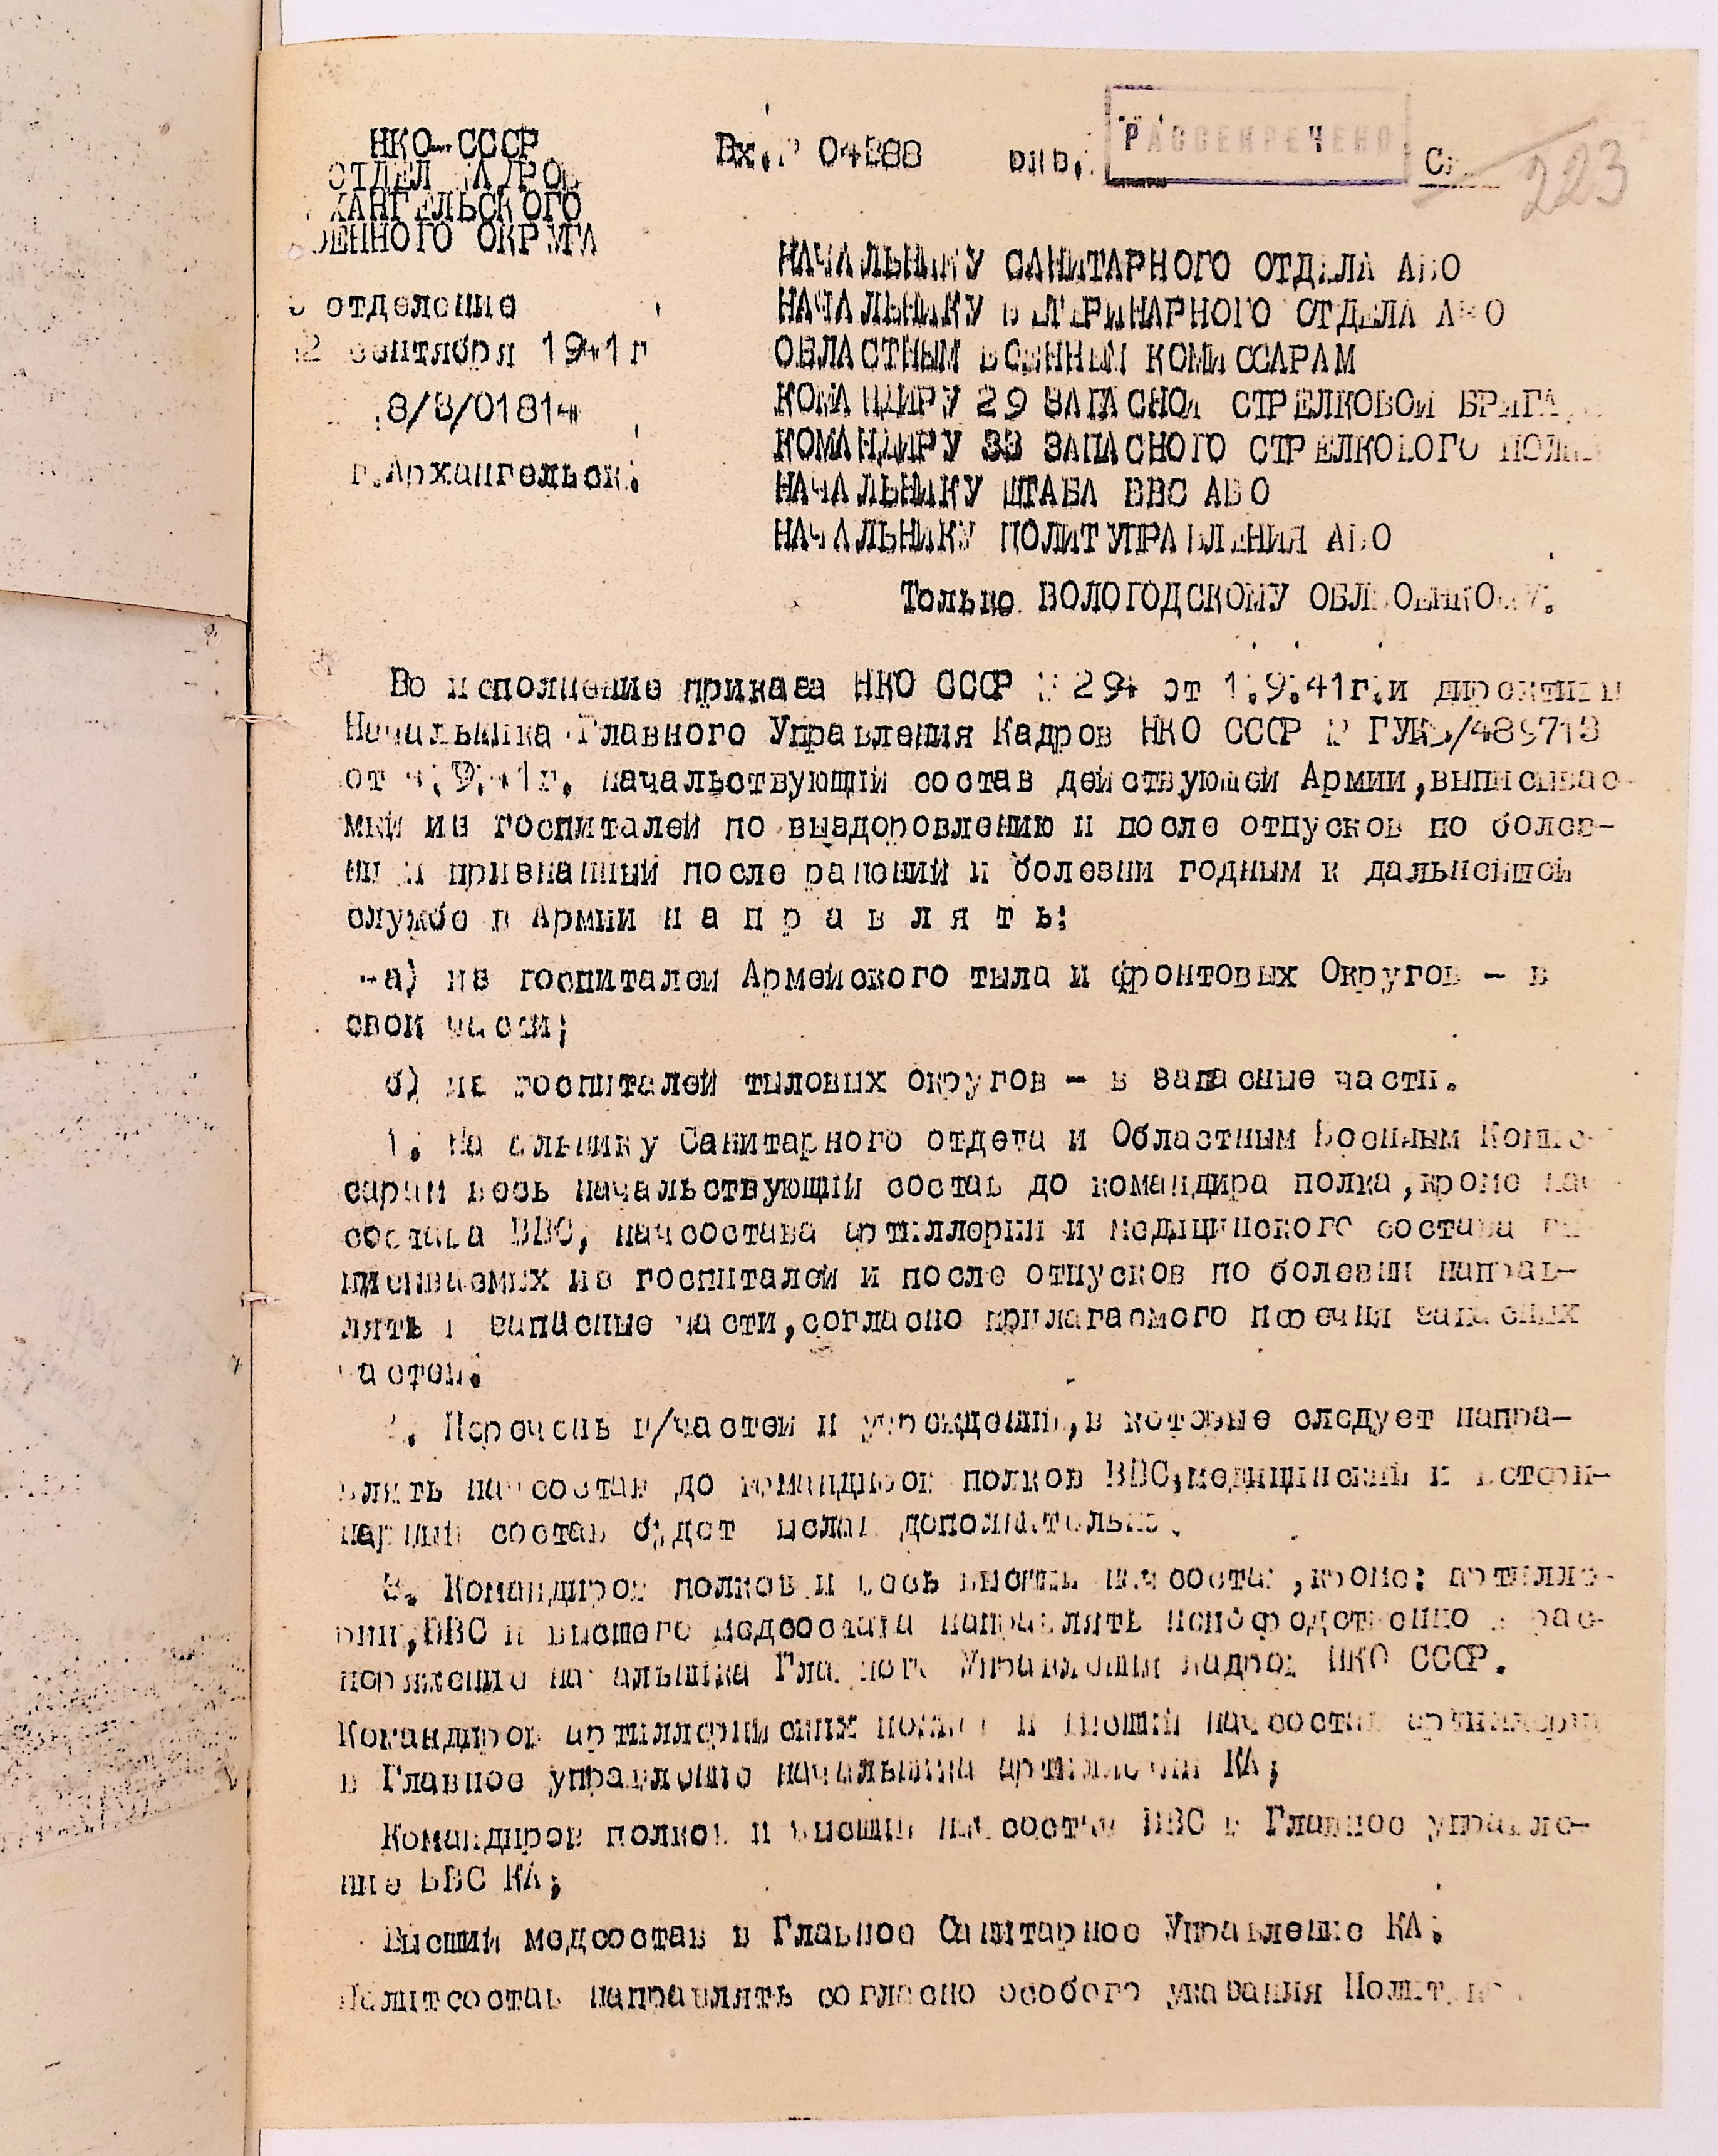 НКО-СССР
ОТДЕЛ КАДРОВ
АРХАНГЕЛЬСКОГО
ВОЕННОГО ОКРУГА
отделение
сентября 1941г
г.Архангельск.
Вх.
РАССЕКРЕЧЕНО
223
НАЧАЛЬНИКУ САНИТАРНОГО ОТДЕЛА АВО
НАЧАЛЬНИКУ ВЕТЕРИНАРНОГО ОТДЕЛА АВО
ОБЛАСТНЫМ ВОЕННЫМ КОМИССАРАМ
КОМАНДИРУ 29 ЗАПАСНОЙ СТРЕЛКОВОЙ БРИГА
КОМАНДИРУ ЗАПАСНОГО СТРЕЛКОВОГО ПОЛКА
НАЧАЛЬНИКУ ШТАБА ВВС АВО
НАЧАЛЬНИКУ ПОЛИТУПРАВЛЕНИЯ АВО
Только ВОЛОГОДСКОМУ ОБЛВОЕНКОМУ.
Во исполнение приказа НКО СССР № 294 от 1.9.41г.и директивы
Начальника Главного Управления Кадров НКО СССР №
от 4.9.41г. начальствующий состав действующей Армии,выписывае-
мый из госпиталей по выздоровлению и после отпусков по болез-
ни и признанный после ранений и болезни годным к дальнейшей
службе в Армии н а п р а в л я т ь:
-а) из госпиталей Армейского тыла и фронтовых Округов - в
свои части;
б) из госпиталей тыловых округов - в запасные части.
1. Начальнику Санитарного отдела и Областным Военным Комис-
сарам весь начальствующий состав до командира полка,кроме нач
состава ВВС, начсостава артиллерии и медицинского состава вы
писываемых из госпиталей и после отпусков по болезни направ-
лять в запасные части,согласно прилагаемого перечня запасных
частей.
2. Перечень в/частей и учреждений,в которые следует напра-
влять начсостав до командиров полков ВВС,медицинский и ветери-
нарный состав будет выслан дополнительно.
3. Командиров полков и весь высший начсостав,кроме: артилле-
рии,ВВС и высшего медсостава направлять непосредственно в рас-
поряжение начальника Главного Управления Кадров НКО СССР.
Командиров артиллерийских полков и высший начсостав артиллерии
в Главное управление начальника артиллерии КА;
Командиров полков и высший начсостав ВВС в Главное управле-
ние ВВС КА;
Высший медсостав в Главное Санитарное Управление КА;
Политсостав направлять согласно особого указания